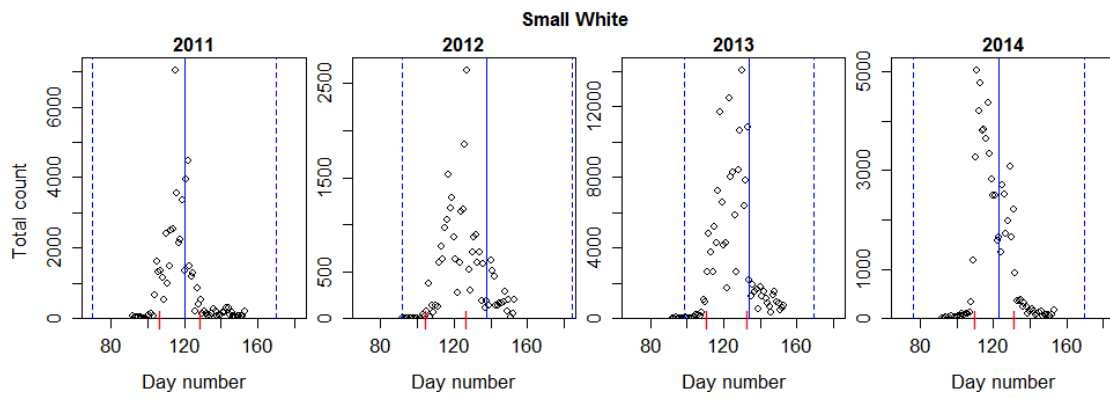 Small White
2011 2012 2013 2014
Total count
0 2000 4000 6000
0 500 1500 2500
0 4000 8000 12000
0 1000 3000 5000
80 120 160 80 120 160 80 120 160 80 120 160
Day number Day number Day number Day number